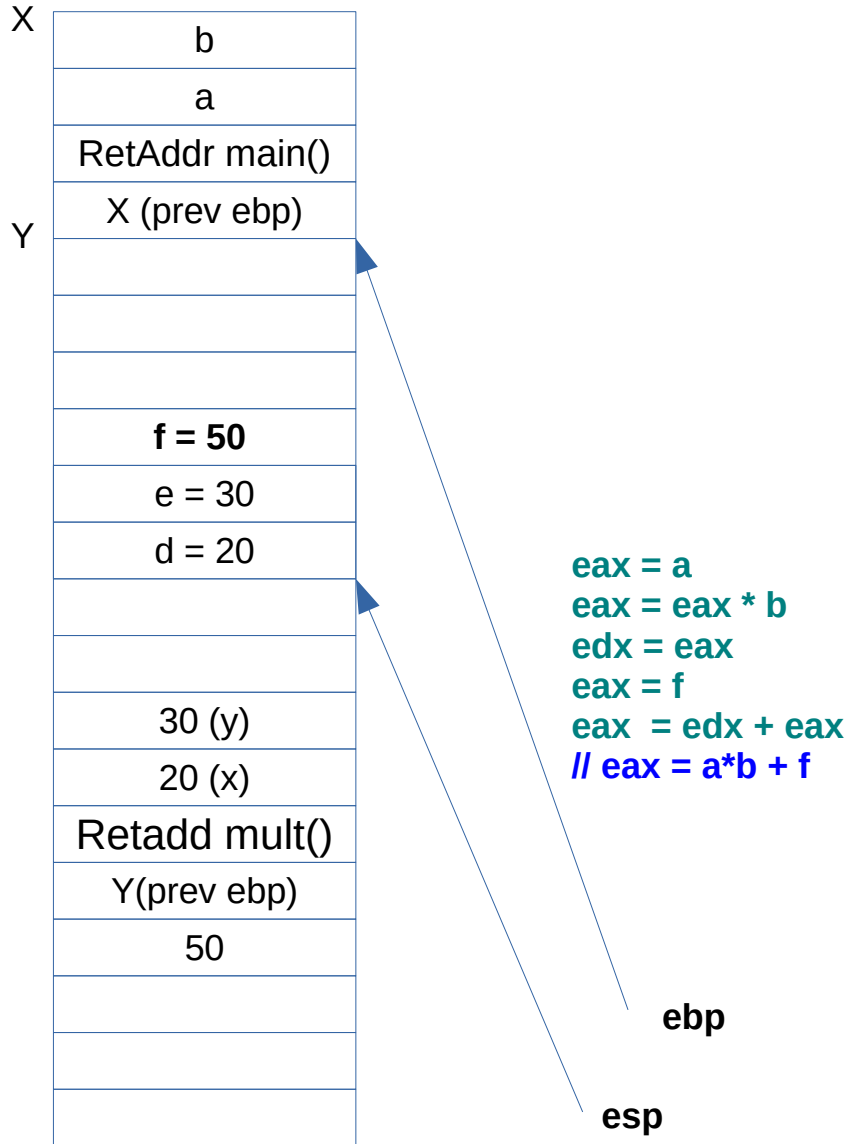 X
b
a
RetAddr main()
X (prev ebp)
Y
f = 50
e = 30
d = 20
eax = a
eax = eax * b
edx = eax
eax = f
eax = edx + eax
// eax = a*b + f
30 (y)
20 (x)
Retadd mult()
Y(prev ebp)
50
ebp
esp